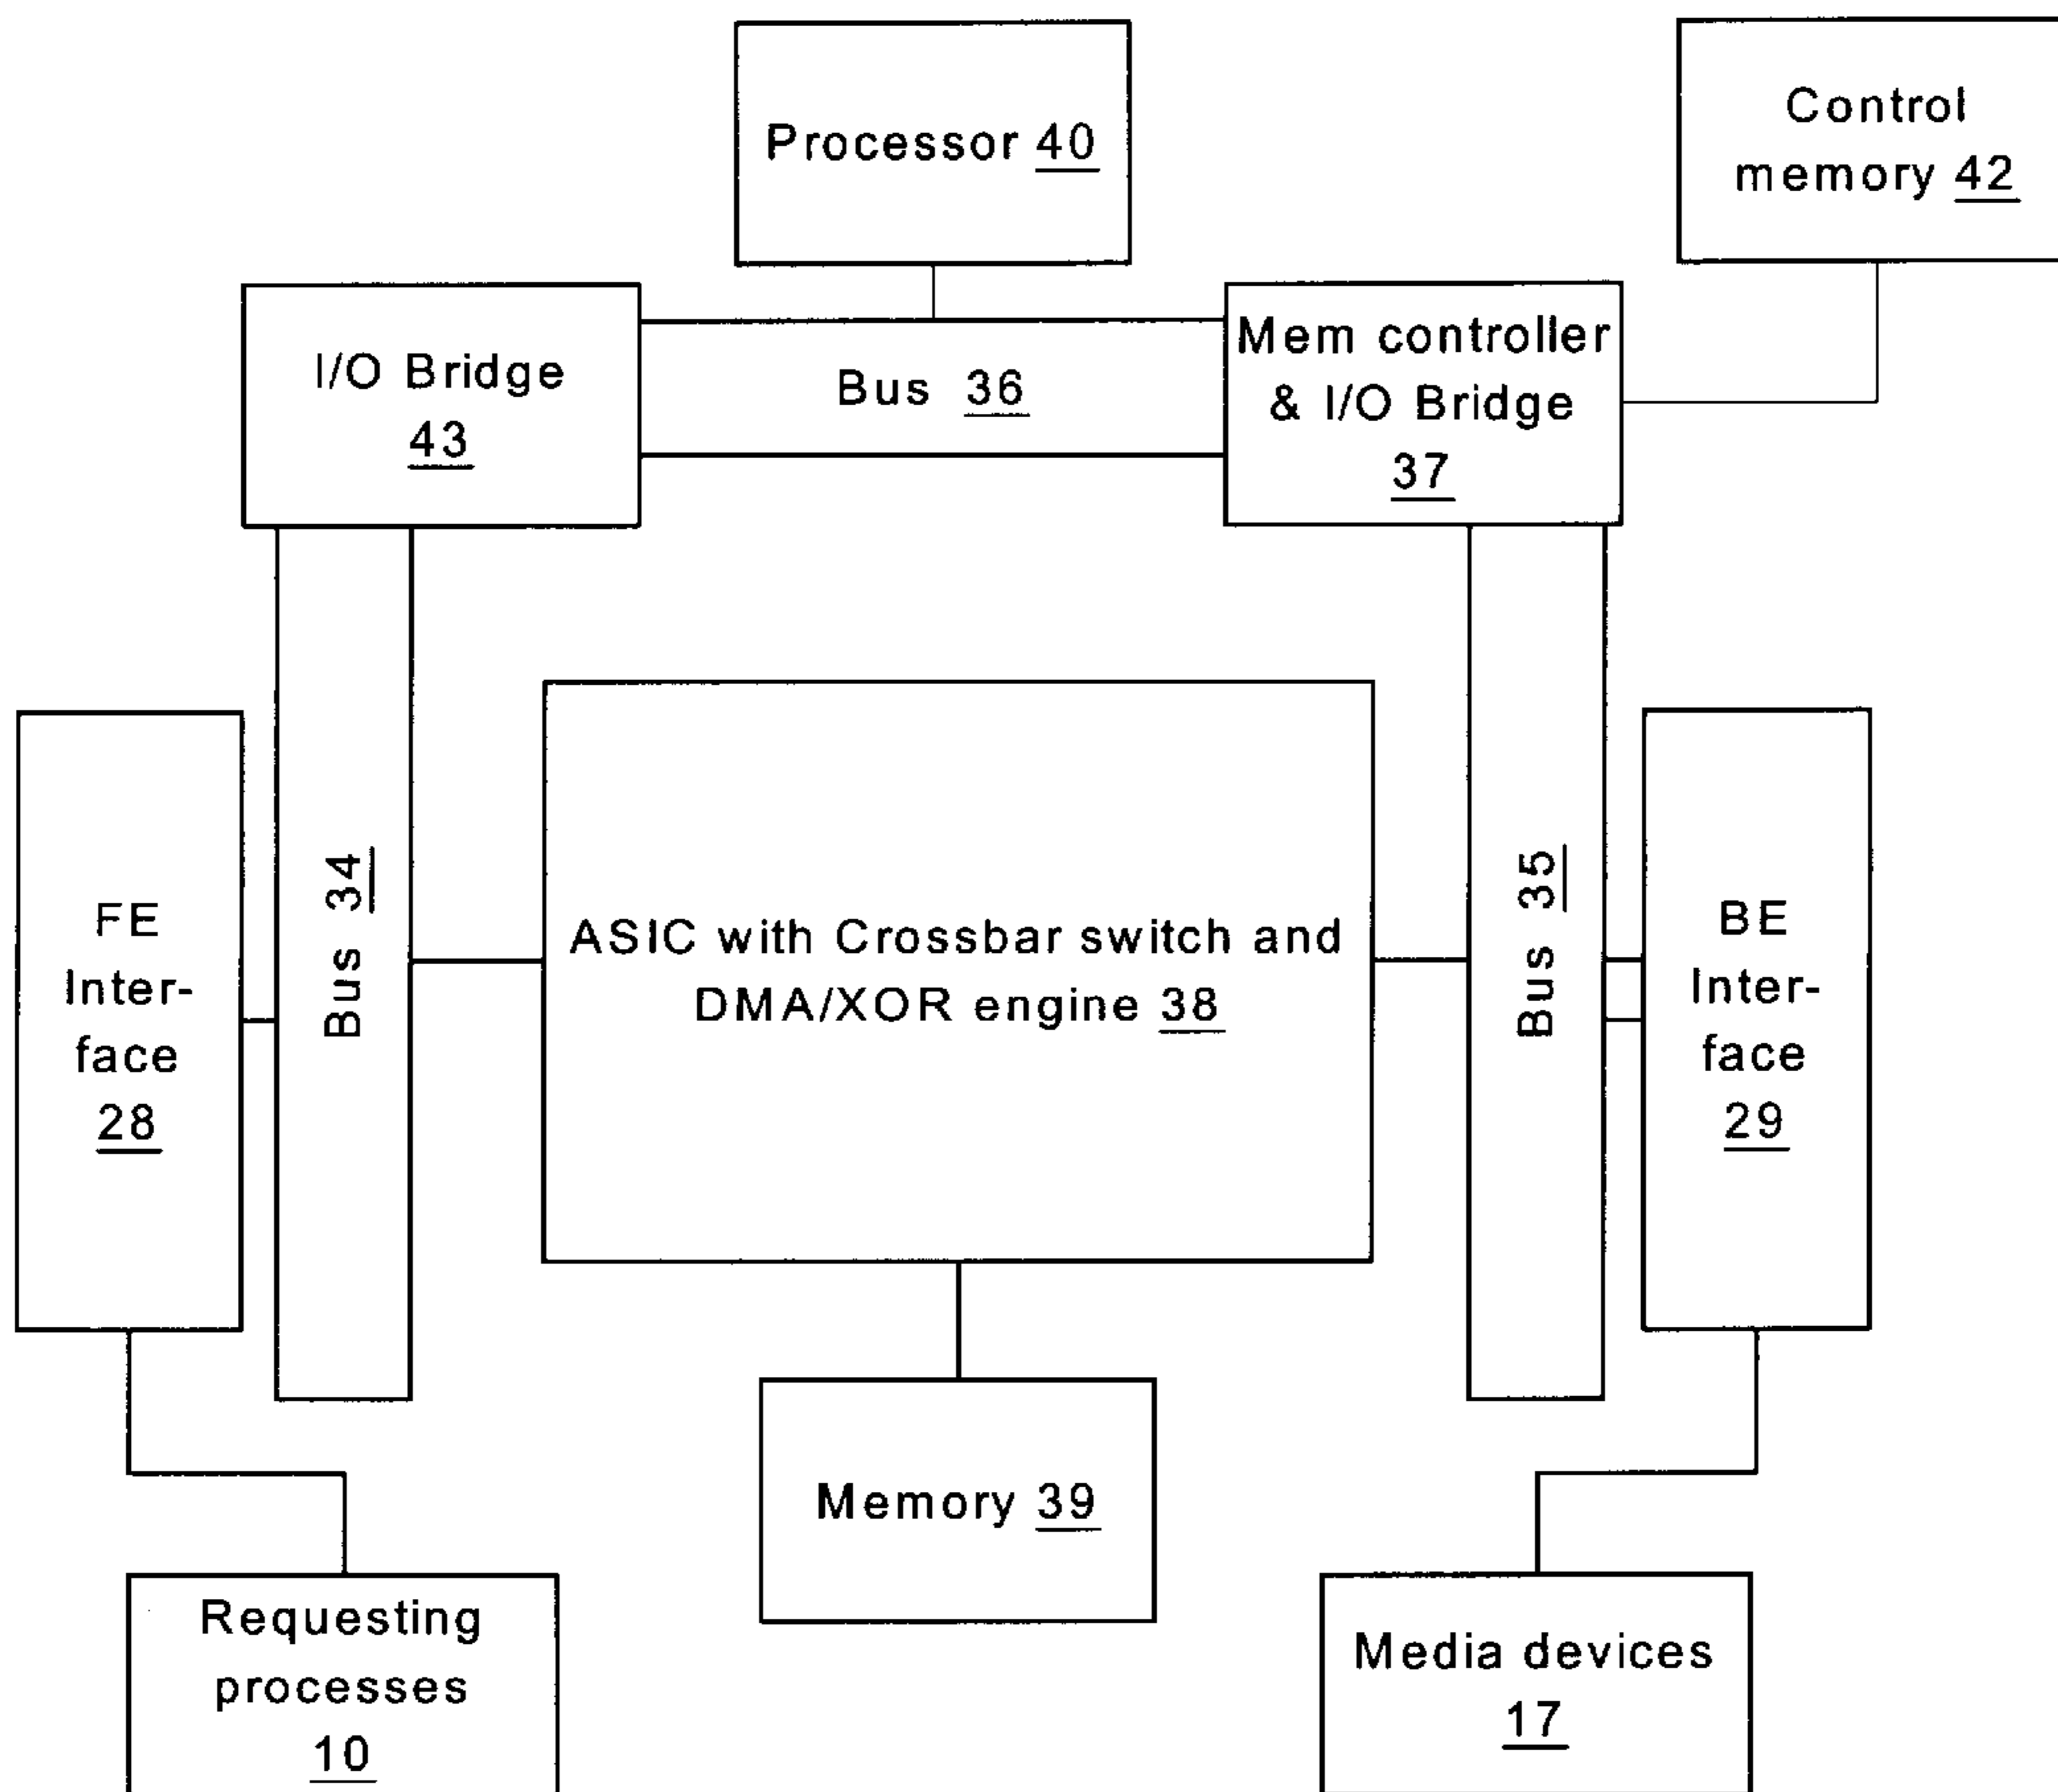 Processor 40
Control
memory 42
I/O Bridge
43
Bus 36
Mem controller
& I/O Bridge
37
FE
Inter-
face
28
Bus 34
ASIC with Crossbar switch and
DMA/XOR engine 38
Bus 35
BE
Inter-
face
29
Memory 39
Requesting
processes
10
Media devices
17